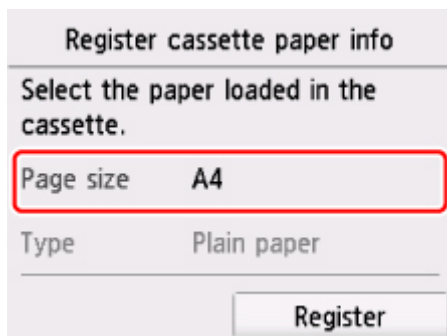 Register cassette paper info
Select the paper loaded in the
cassette.
Page size A4
Type Plain paper
Register